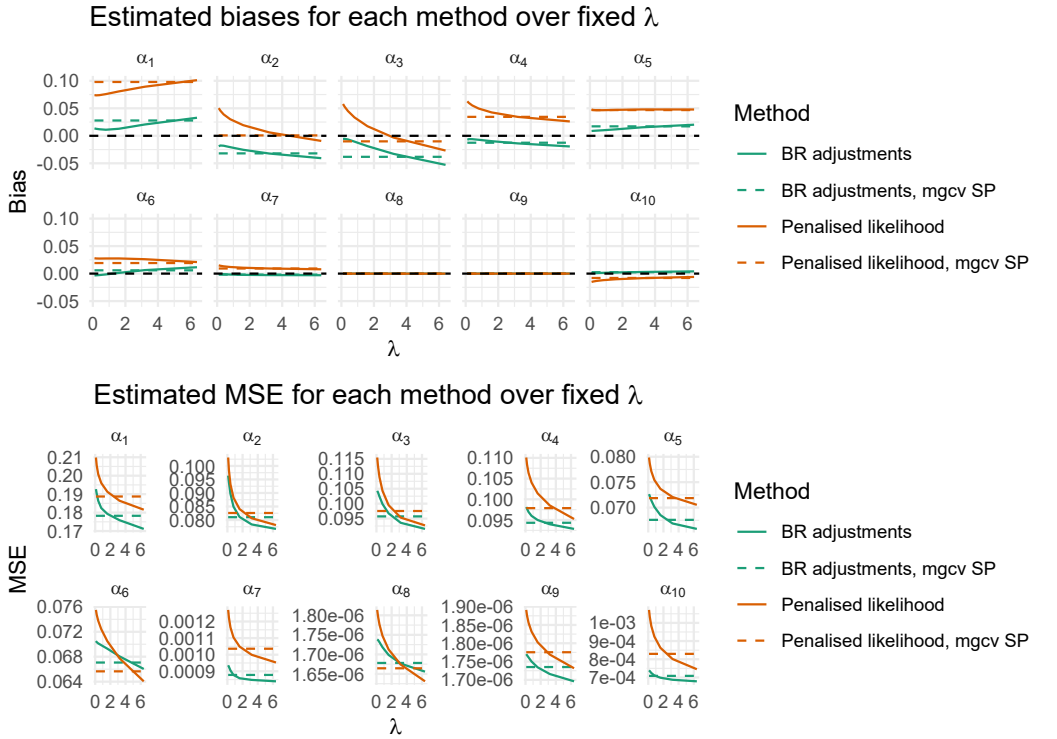 Estimated biases for each method over fixed λ
α1 α2 α3 α4 α5
0.10
0.05
0.00
-0.05
α6 α7 α8 α9 α10
0.10
0.05
0.00
-0.05
0 2 4 6 0 2 4 6 0 2 4 6 0 2 4 6 0 2 4 6
λ
Bias
Method
BR adjustments
BR adjustments, mgcv SP
Penalised likelihood
Penalised likelihood, mgcv SP
Estimated MSE for each method over fixed λ
α1 α2 α3 α4 α5
0.21
0.20
0.19
0.18
0.17
0.100
0.095
0.090
0.085
0.080
0.115
0.110
0.105
0.100
0.095
0.110
0.105
0.100
0.095
0.080
0.075
0.070
0 2 4 6 0 2 4 6 0 2 4 6 0 2 4 6 0 2 4 6
α6 α7 α8 α9 α10
0.076
0.072
0.068
0.064
0.0012
0.0011
0.0010
0.0009
1.80e-06
1.75e-06
1.70e-06
1.65e-06
1.90e-06
1.85e-06
1.80e-06
1.75e-06
1.70e-06
1e-03
9e-04
8e-04
7e-04
0 2 4 6 0 2 4 6 0 2 4 6 0 2 4 6 0 2 4 6
λ
MSE
Method
BR adjustments
BR adjustments, mgcv SP
Penalised likelihood
Penalised likelihood, mgcv SP